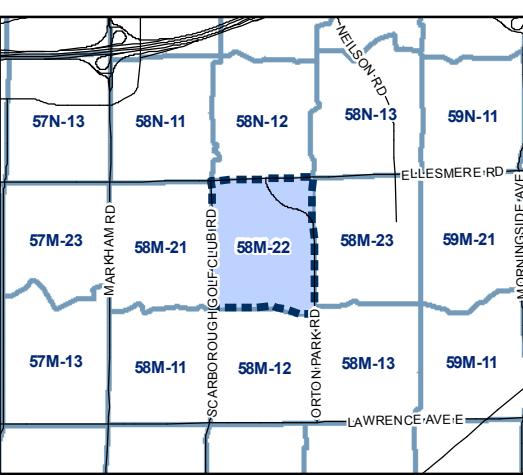 NEILSON RD
57N-13
58N-11
58N-12
58N-13
59N-11
ELLESMERE RD
57M-23
MARKHAM RD
58M-21
SCARBOROUGH GOLF CLUB RD
58M-22
58M-23
59M-21
MORNINGSIDE AVE
57M-13
58M-11
58M-12
ORTON PARK RD
58M-13
59M-11
LAWRENCE AVE E